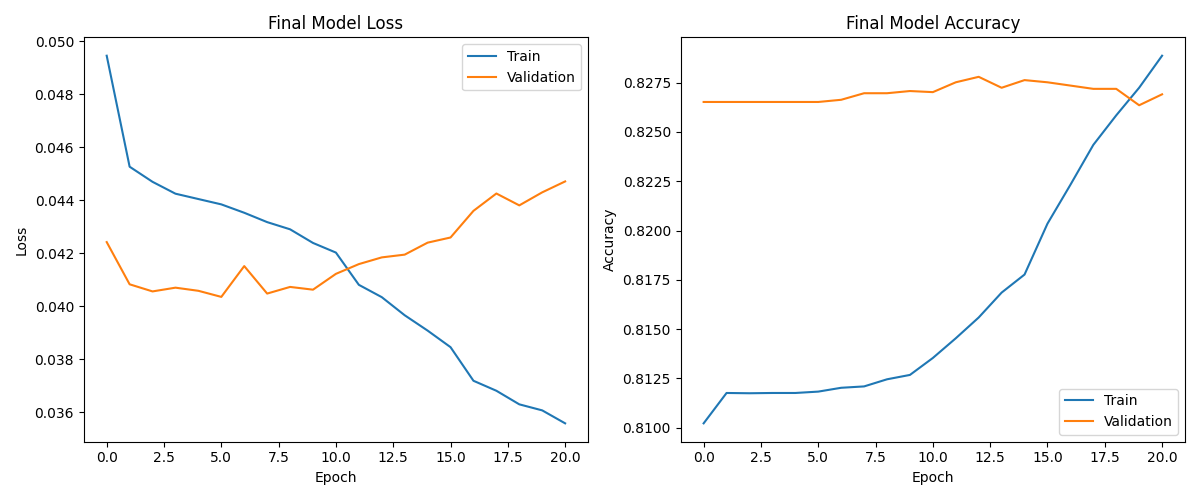 Final Model Loss
Loss
0.050
0.048
0.046
0.044
0.042
0.040
0.038
0.036
0.0 2.5 5.0 7.5 10.0 12.5 15.0 17.5 20.0
Epoch
Train
Validation
Final Model Accuracy
Accuracy
0.8275
0.8250
0.8225
0.8200
0.8175
0.8150
0.8125
0.8100
0.0 2.5 5.0 7.5 10.0 12.5 15.0 17.5 20.0
Epoch
Train
Validation